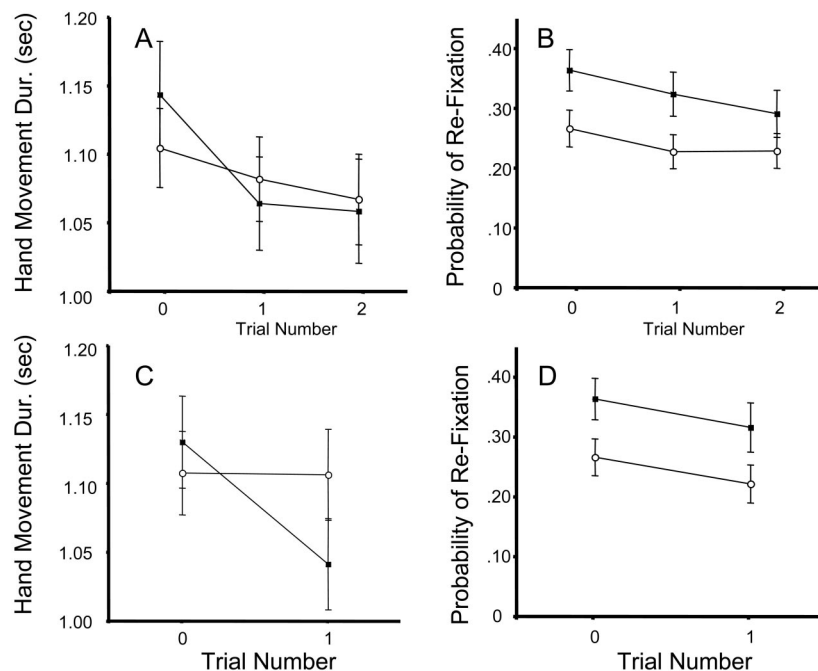 A
Hand Movement Dur. (sec)
1.20
1.15
1.10
1.05
1.00
0 1 2
Trial Number
B
Probability of Re-Fixation
.40
.30
.20
.10
0
0 1 2
Trial Number
C
Hand Movement Dur. (sec)
1.20
1.15
1.10
1.05
1.00
0 1
Trial Number
D
Probability of Re-Fixation
.40
.30
.20
.10
0
0 1
Trial Number